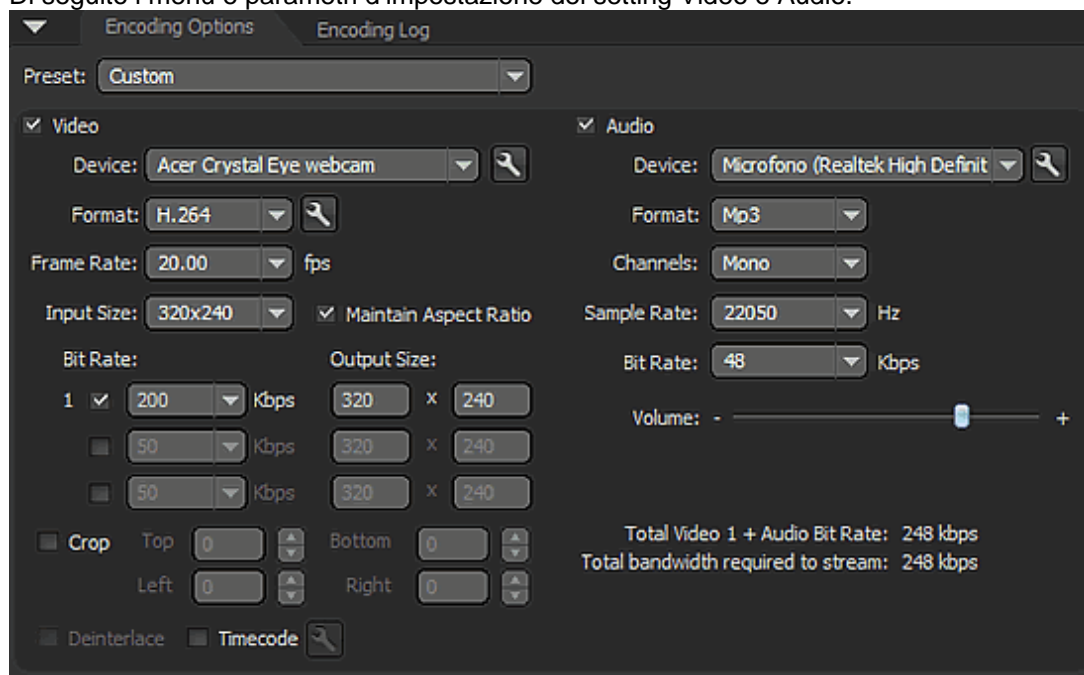 Di seguito i menù e parametri d'impostazione dei setting Video e Audio:
Encoding Options Encoding Log
Preset: Custom
Video
Device: Acer Crystal Eye webcam
Format: H.264
Frame Rate: 20.00 fps
Input Size: 320x240 Maintain Aspect Ratio
Bit Rate: Output Size:
1 200 Kbps 320 x 240
50 Kbps 320 x 240
50 Kbps 320 x 240
Crop Top 0 Bottom 0
Left 0 Right 0
Deinterlace Timecode
Audio
Device: Microfono (Realtek High Definit
Format: Mp3
Channels: Mono
Sample Rate: 22050 Hz
Bit Rate: 48 Kbps
Volume: - +
Total Video 1 + Audio Bit Rate: 248 kbps
Total bandwidth required to stream: 248 kbps